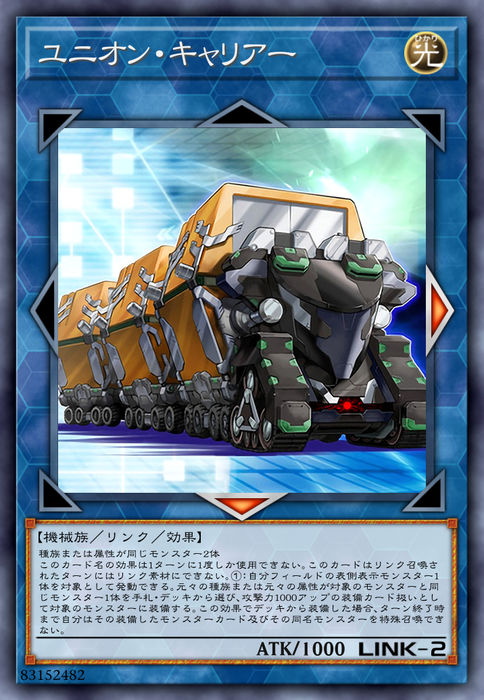 ユニオン・キャリアー
ひかり
光
【機械族／リンク／効果】
種族または属性が同じモンスター2体
このカード名の効果は1ターンに1度しか使用できない。このカードはリンク召喚さ
れたターンにはリンク素材にできない。①：自分フィールドの表側表示モンスター1
体を対象として発動できる。元々の種族または元々の属性が対象のモンスターと同
じモンスター1体を手札・デッキから選び、攻撃力1000アップの装備カード扱いとし
て対象のモンスターに装備する。この効果でデッキから装備した場合、ターン終了時
まで自分はその装備したモンスターカード及びその同名モンスターを特殊召喚でき
ない。
ATK/1000 LINK-2
83152482